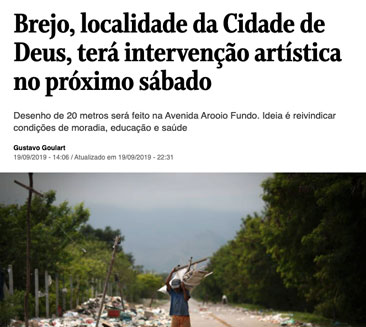 Brejo, localidade da Cidade de
Deus, terá intervenção artística
no próximo sábado
Desenho de 20 metros será feito na Avenida Arooio Fundo. Ideia é reivindicar
condições de moradia, educação e saúde
Gustavo Goulart
19/09/2019 - 14:06 / Atualizado em 19/09/2019 - 22:31